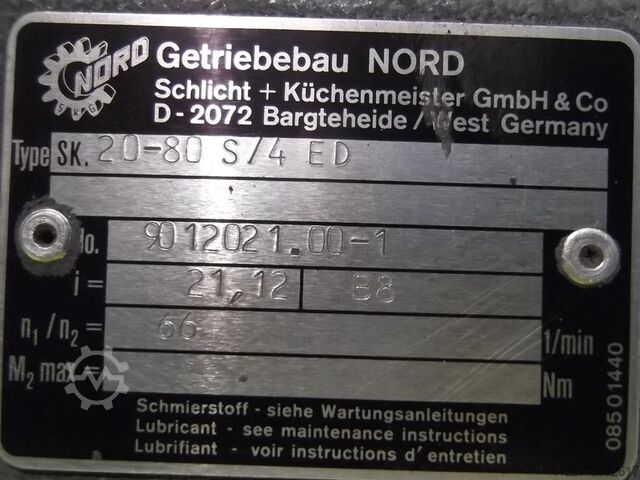 NORD
SKG
Getriebebau NORD
Schlicht + Küchenmeister GmbH & Co
D-2072 Bargteheide/West Germany
Type SK. 20-80 S/4 ED
No. 9012021.00-1
i = 21,12 B8
n₁/n₂ = 66 1/min
M₂ max = Nm
Schmierstoff - siehe Wartungsanleitungen
Lubricant - see maintenance instructions
Lubrifiant - voir instructions d'entretien
08501440